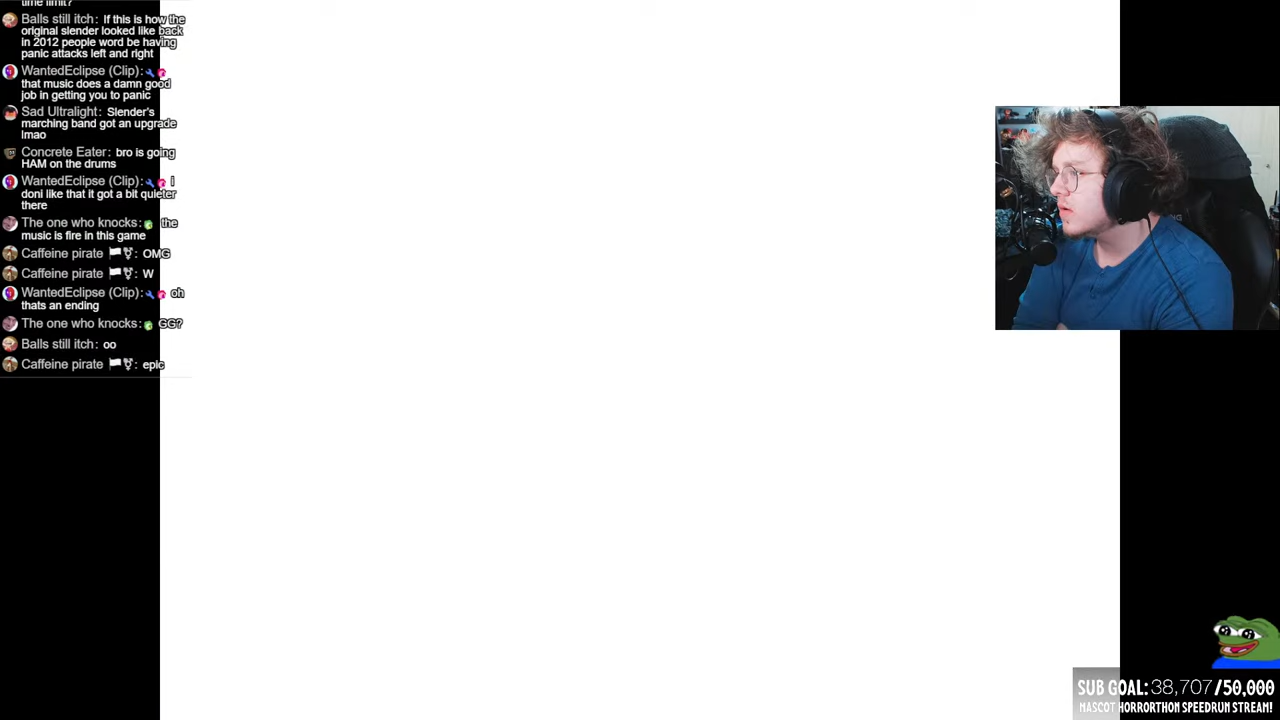 time limit?
Balls still itch: If this is how the
original slender looked like back
in 2012 people word be having
panic attacks left and right
WantedEclipse (Clip):
that music does a damn good
job in getting you to panic
Sad Ultralight: Slender's
marching band got an upgrade
lmao
Concrete Eater: bro is going
HAM on the drums
WantedEclipse (Clip): i
doni like that it got a bit quieter
there
The one who knocks: the
music is fire in this game
Caffeine pirate: OMG
Caffeine pirate: W
WantedEclipse (Clip): oh
thats an ending
The one who knocks: GG?
Balls still itch: oo
Caffeine pirate: epic
SUB GOAL: 38,707/50,000
MASCOT HORRORTHON SPEEDRUN STREAM!